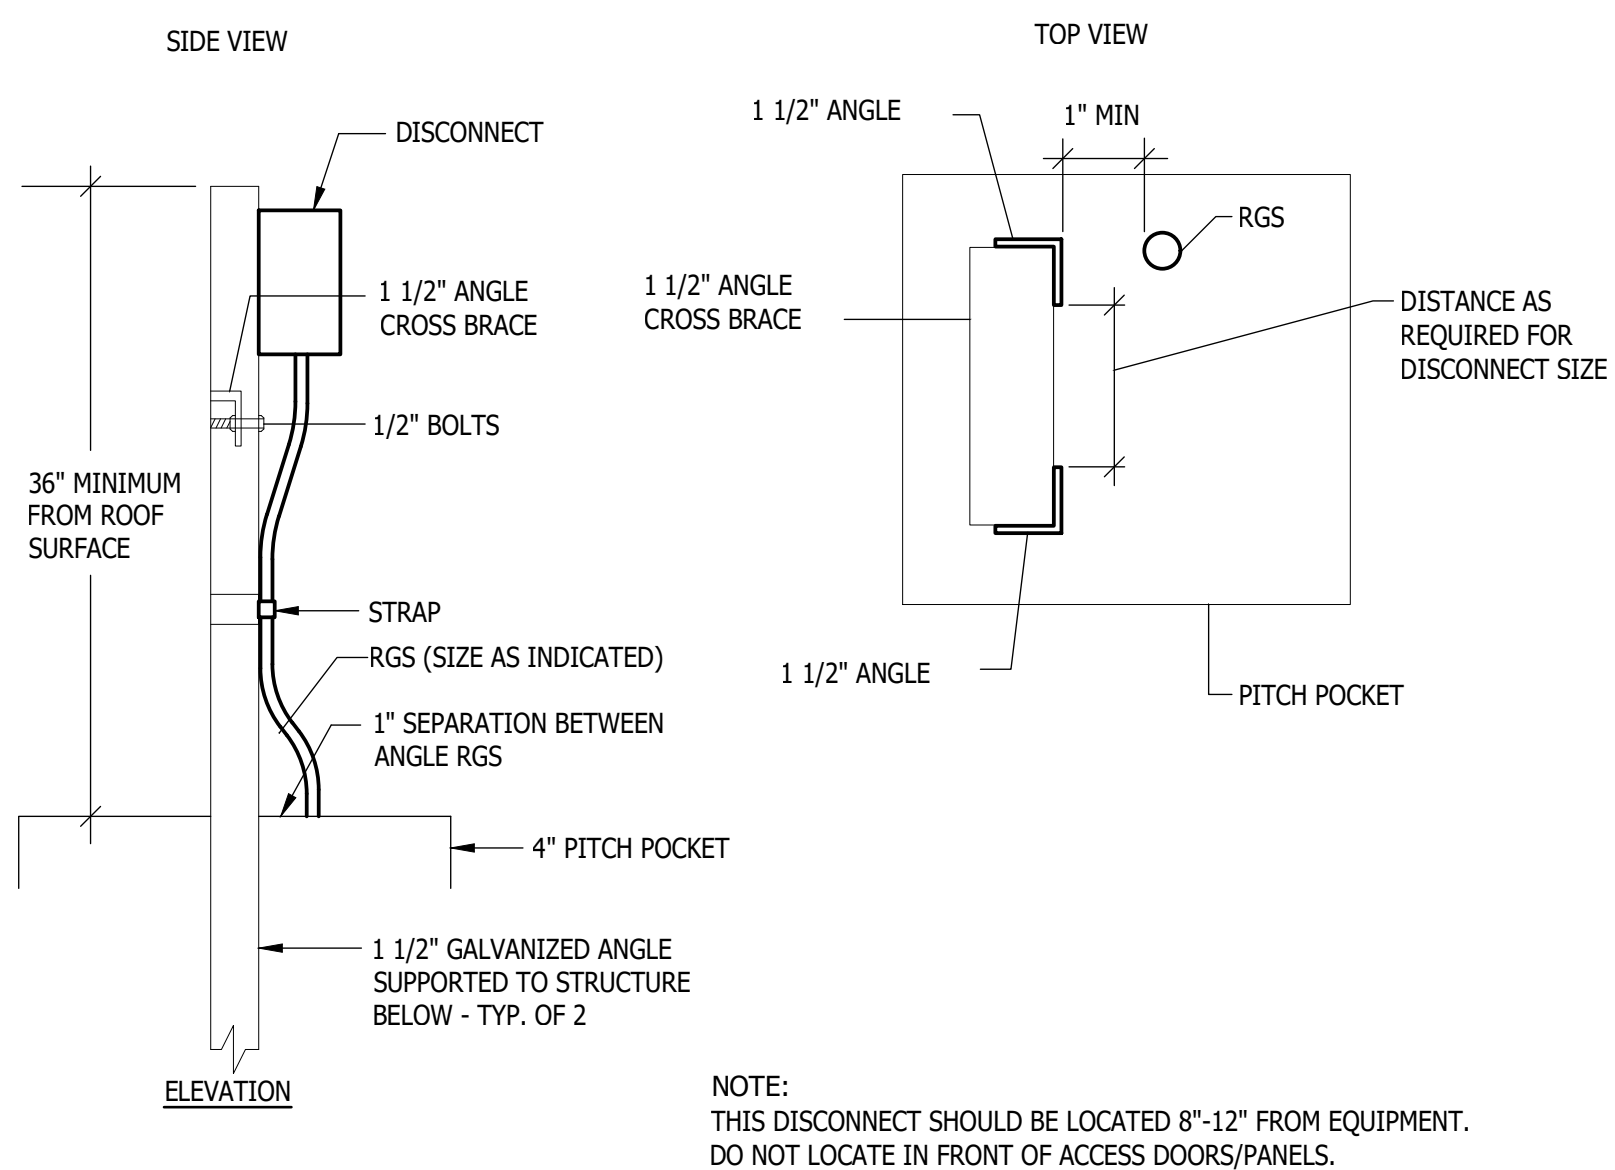 SIDE VIEW
DISCONNECT
1 1/2" ANGLE
CROSS BRACE
1/2" BOLTS
36" MINIMUM
FROM ROOF
SURFACE
STRAP
RGS (SIZE AS INDICATED)
1" SEPARATION BETWEEN
ANGLE RGS
4" PITCH POCKET
1 1/2" GALVANIZED ANGLE
SUPPORTED TO STRUCTURE
BELOW - TYP. OF 2
ELEVATION
TOP VIEW
1 1/2" ANGLE
1" MIN
RGS
1 1/2" ANGLE
CROSS BRACE
DISTANCE AS
REQUIRED FOR
DISCONNECT SIZE
1 1/2" ANGLE
PITCH POCKET
NOTE:
THIS DISCONNECT SHOULD BE LOCATED 8"-12" FROM EQUIPMENT.
DO NOT LOCATE IN FRONT OF ACCESS DOORS/PANELS.